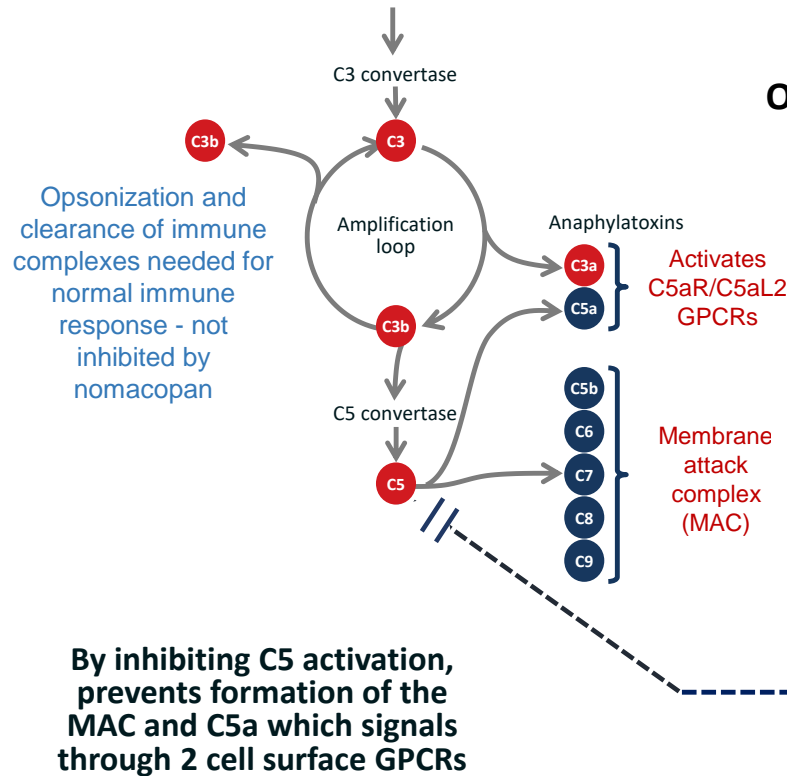 C3 convertase
O
C3b
C3
Opsonization and
clearance of immune
complexes needed for
normal immune
response - not
inhibited by
nomacopan
Amplification
loop
Anaphylatoxins
C3a
C5a
Activates
C5aR/C5aL2
GPCRs
C3b
C5 convertase
C5
C5b
C6
C7
C8
C9
Membrane
attack
complex
(MAC)
By inhibiting C5 activation,
prevents formation of the
MAC and C5a which signals
through 2 cell surface GPCRs